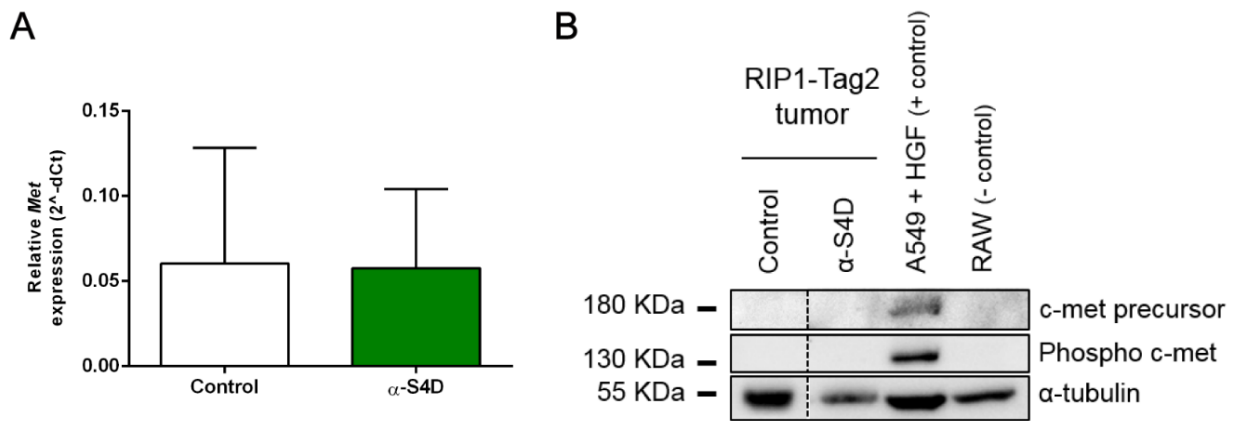 A
0.15
0.10
0.05
0.00
Relative Met
expression (2^-dCt)
Control
α-S4D
B
RIP1-Tag2
tumor
Control
α-S4D
A549 + HGF (+ control)
RAW (- control)
180 KDa
c-met precursor
130 KDa
Phospho c-met
55 KDa
α-tubulin